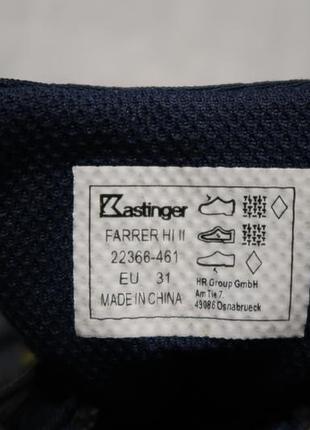 Kastinger
FARRER HI II
22366-461
EU 31
MADE IN CHINA
HR Group GmbH
Am Tie 7
49086 Osnabrueck